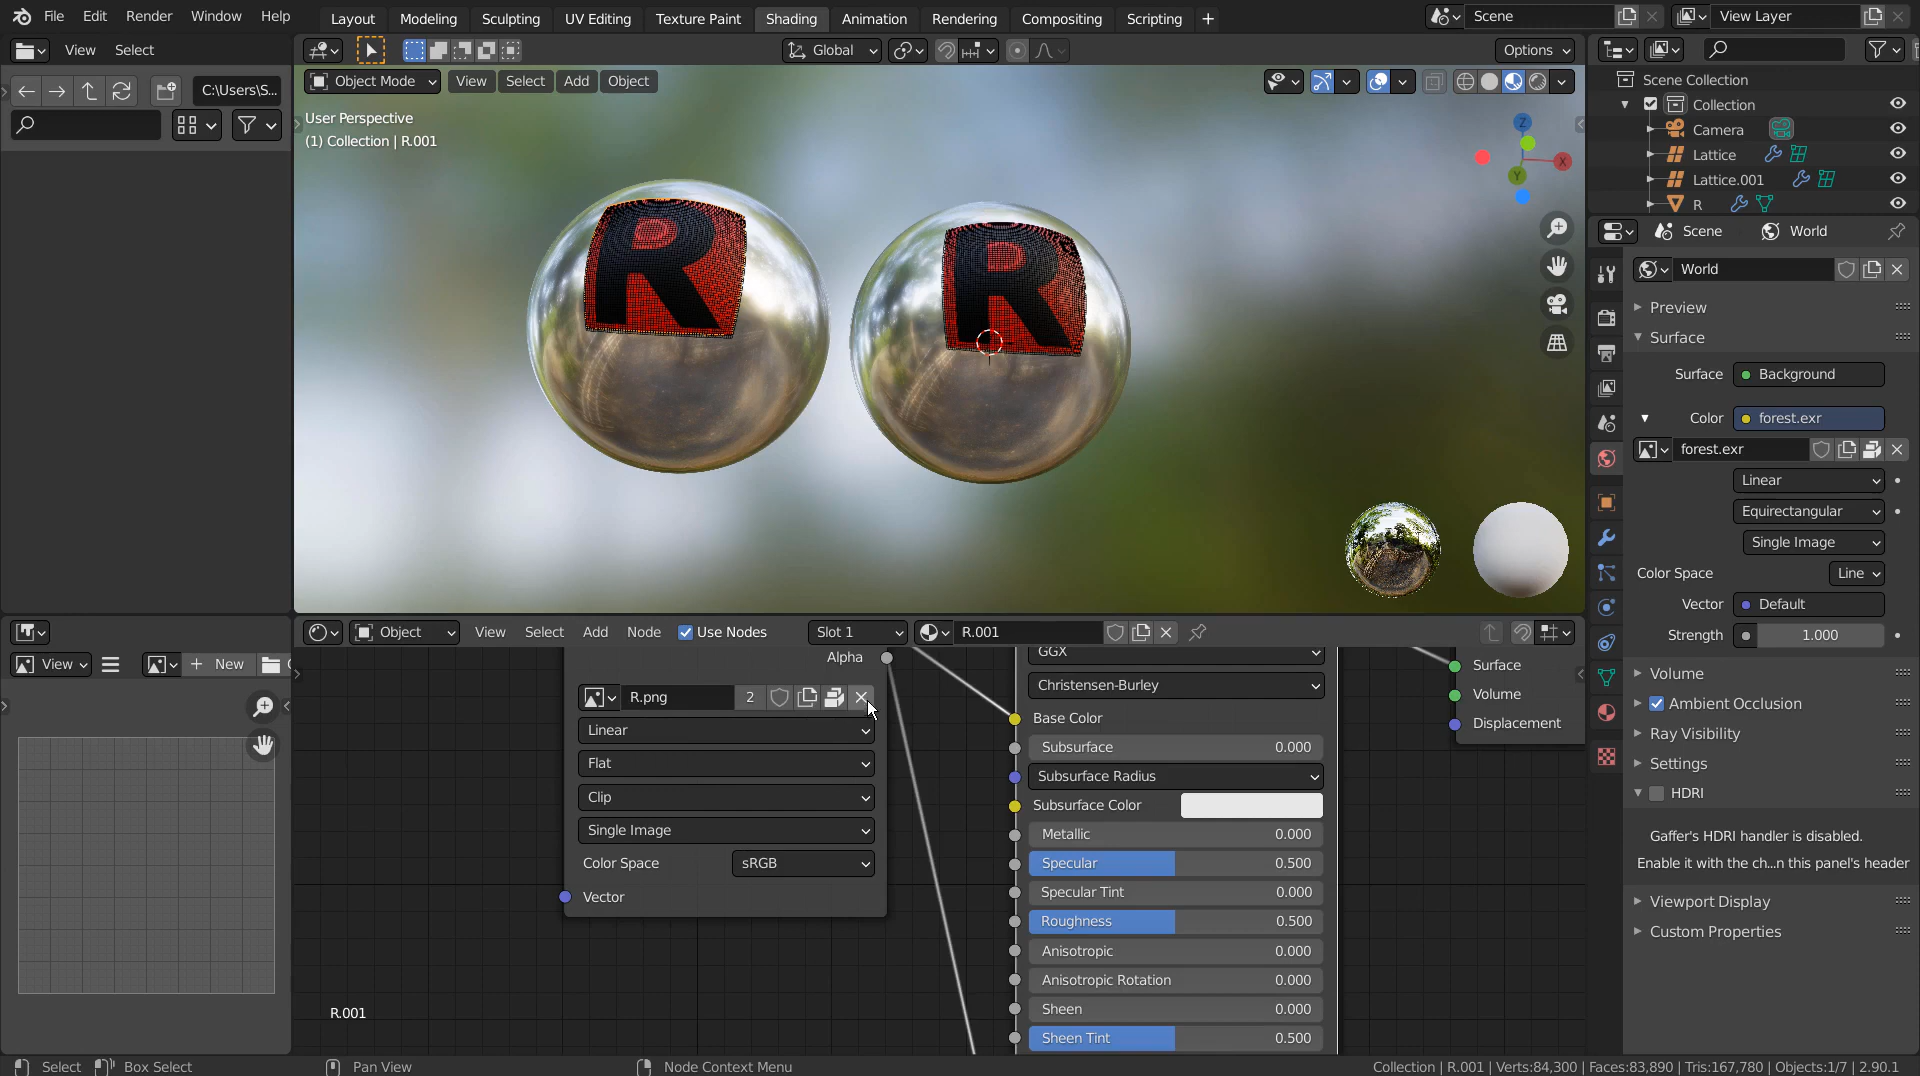 File Edit Render Window Help
Layout Modeling Sculpting UV Editing Texture Paint Shading Animation Rendering Compositing Scripting +
Scene
View Layer
View Select
Global
Options
C:\Users\S...
Object Mode View Select Add Object
User Perspective
(1) Collection | R.001
R R
Z
X
Y
Scene Collection
Collection
Camera
Lattice
Lattice.001
R
Scene World
World
Preview
Surface
Surface Background
Color forest.exr
forest.exr
Linear
Equirectangular
Single Image
Color Space Line
Vector Default
Strength 1.000
Volume
Ambient Occlusion
Ray Visibility
Settings
HDRI
Gaffer's HDRI handler is disabled.
Enable it with the ch...n this panel's header
Viewport Display
Custom Properties
Object View Select Add Node Use Nodes Slot 1 R.001
View + New
Alpha
R.png 2
Linear
Flat
Clip
Single Image
Color Space sRGB
Vector
GGX
Christensen-Burley
Base Color
Subsurface 0.000
Subsurface Radius
Subsurface Color
Metallic 0.000
Specular 0.500
Specular Tint 0.000
Roughness 0.500
Anisotropic 0.000
Anisotropic Rotation 0.000
Sheen 0.000
Sheen Tint 0.500
Surface
Volume
Displacement
R.001
Select Box Select Pan View Node Context Menu
Collection | R.001 | Verts:84,300 | Faces:83,890 | Tris:167,780 | Objects:1/7 | 2.90.1